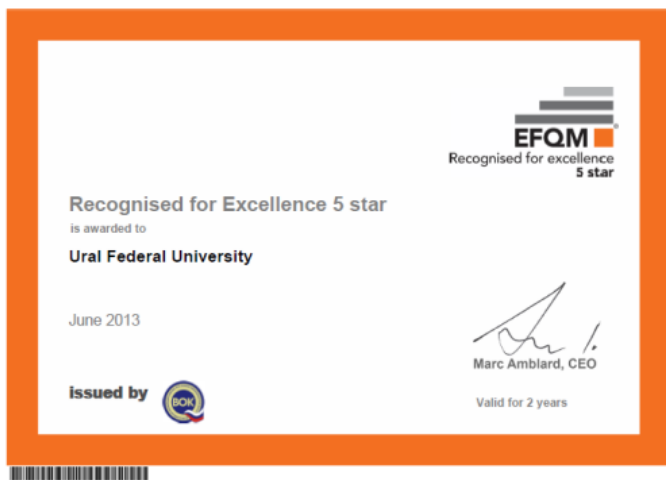 EFQM
Recognised for excellence
5 star
Recognised for Excellence 5 star
is awarded to
Ural Federal University
June 2013
Marc Amblard, CEO
issued by
ВОК
Valid for 2 years